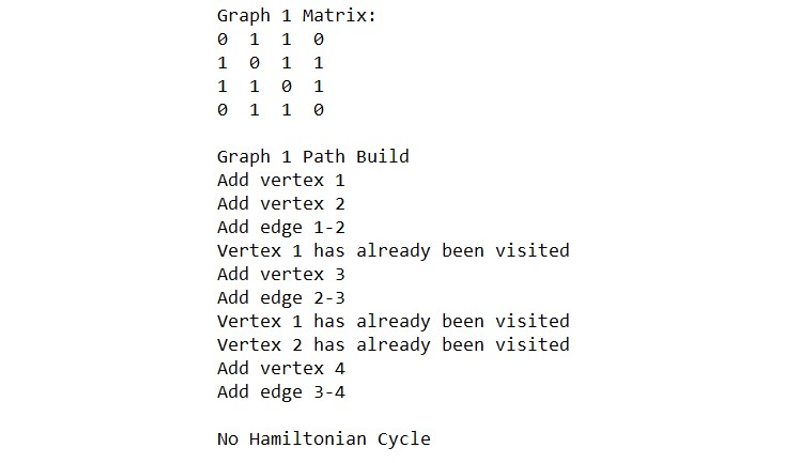 Graph 1 Matrix:
0 1 1 0
1 0 1 1
1 1 0 1
0 1 1 0
Graph 1 Path Build
Add vertex 1
Add vertex 2
Add edge 1-2
Vertex 1 has already been visited
Add vertex 3
Add edge 2-3
Vertex 1 has already been visited
Vertex 2 has already been visited
Add vertex 4
Add edge 3-4
No Hamiltonian Cycle